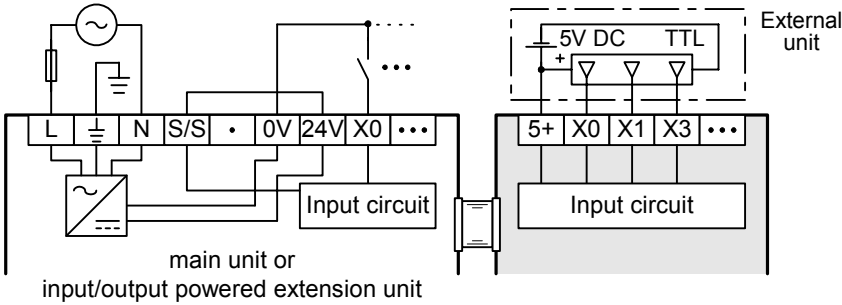 5V DC TTL
+
External
unit
L N S/S • 0V 24V X0 •••
5+ X0 X1 X3 •••
Input circuit
Input circuit
main unit or
input/output powered extension unit